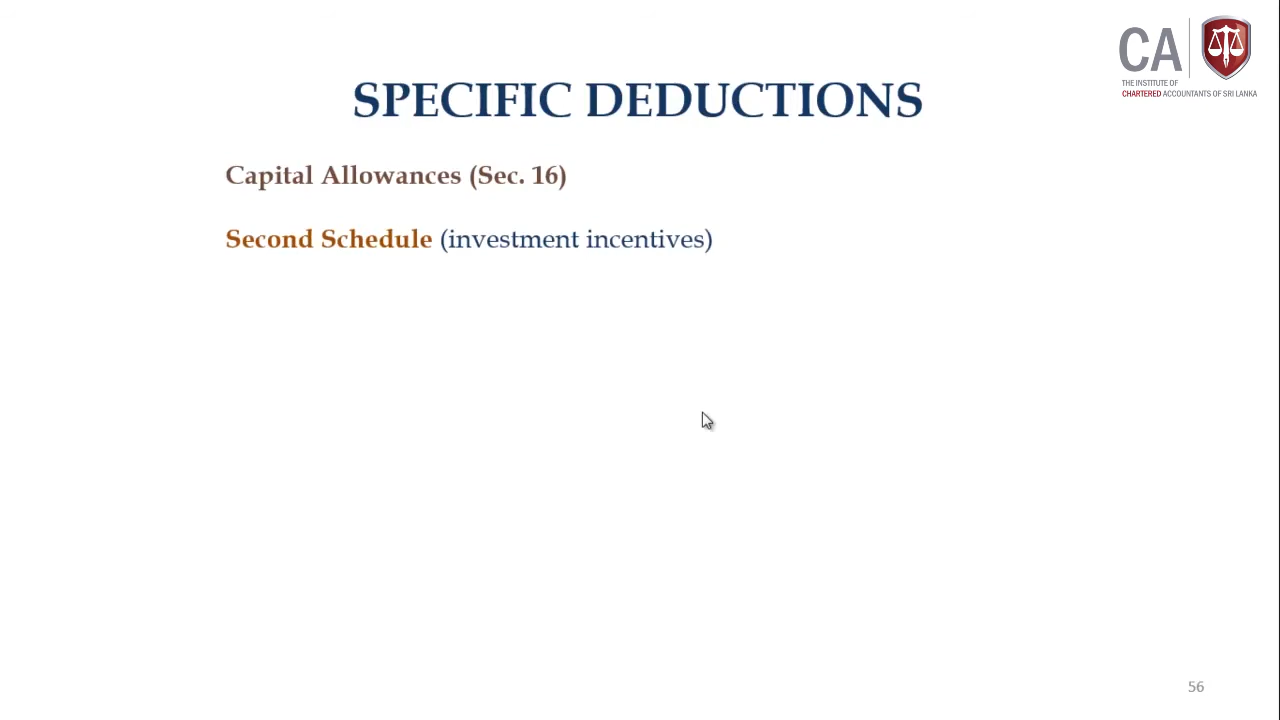 CA
THE INSTITUTE OF
CHARTERED ACCOUNTANTS OF SRI LANKA
SPECIFIC DEDUCTIONS
Capital Allowances (Sec. 16)
Second Schedule (investment incentives)
56